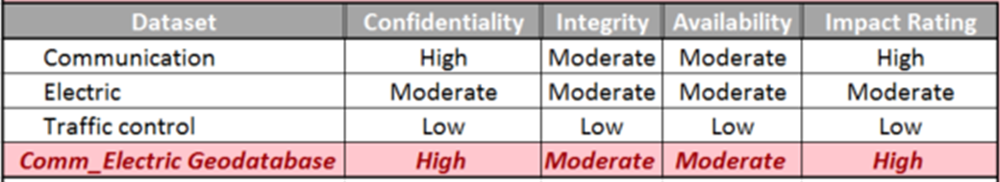 Dataset Confidentiality Integrity Availability Impact Rating
Communication High Moderate Moderate High
Electric Moderate Moderate Moderate Moderate
Traffic control Low Low Low Low
Comm_Electric Geodatabase High Moderate Moderate High